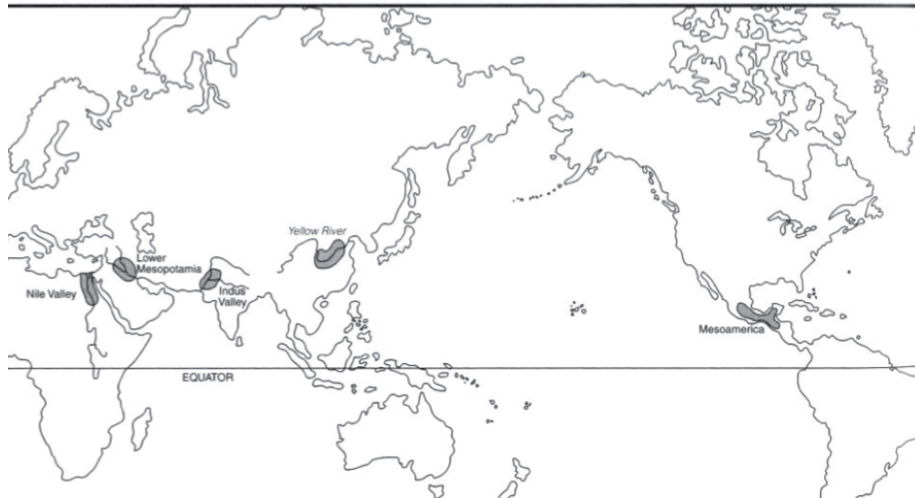 Yellow River
Lower
Mesopotamia
Nile Valley
Indus
Valley
Mesoamerica
EQUATOR